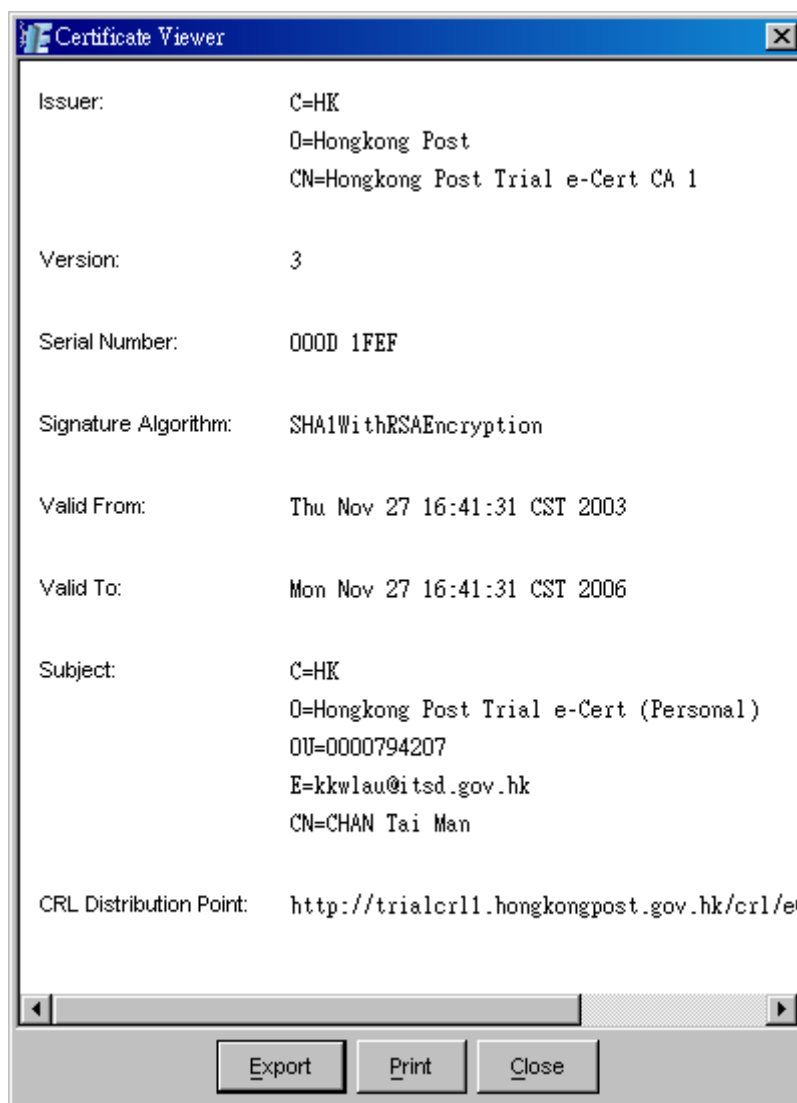 Certificate Viewer
Issuer: C=HK
O=Hongkong Post
CN=Hongkong Post Trial e-Cert CA 1
Version: 3
Serial Number: 000D 1FEF
Signature Algorithm: SHA1WithRSAEncryption
Valid From: Thu Nov 27 16:41:31 CST 2003
Valid To: Mon Nov 27 16:41:31 CST 2006
Subject: C=HK
O=Hongkong Post Trial e-Cert (Personal)
OU=0000794207
E=kkwlau@itsd.gov.hk
CN=CHAN Tai Man
CRL Distribution Point: http://trialcrl1.hongkongpost.gov.hk/crl/e
Export Print Close